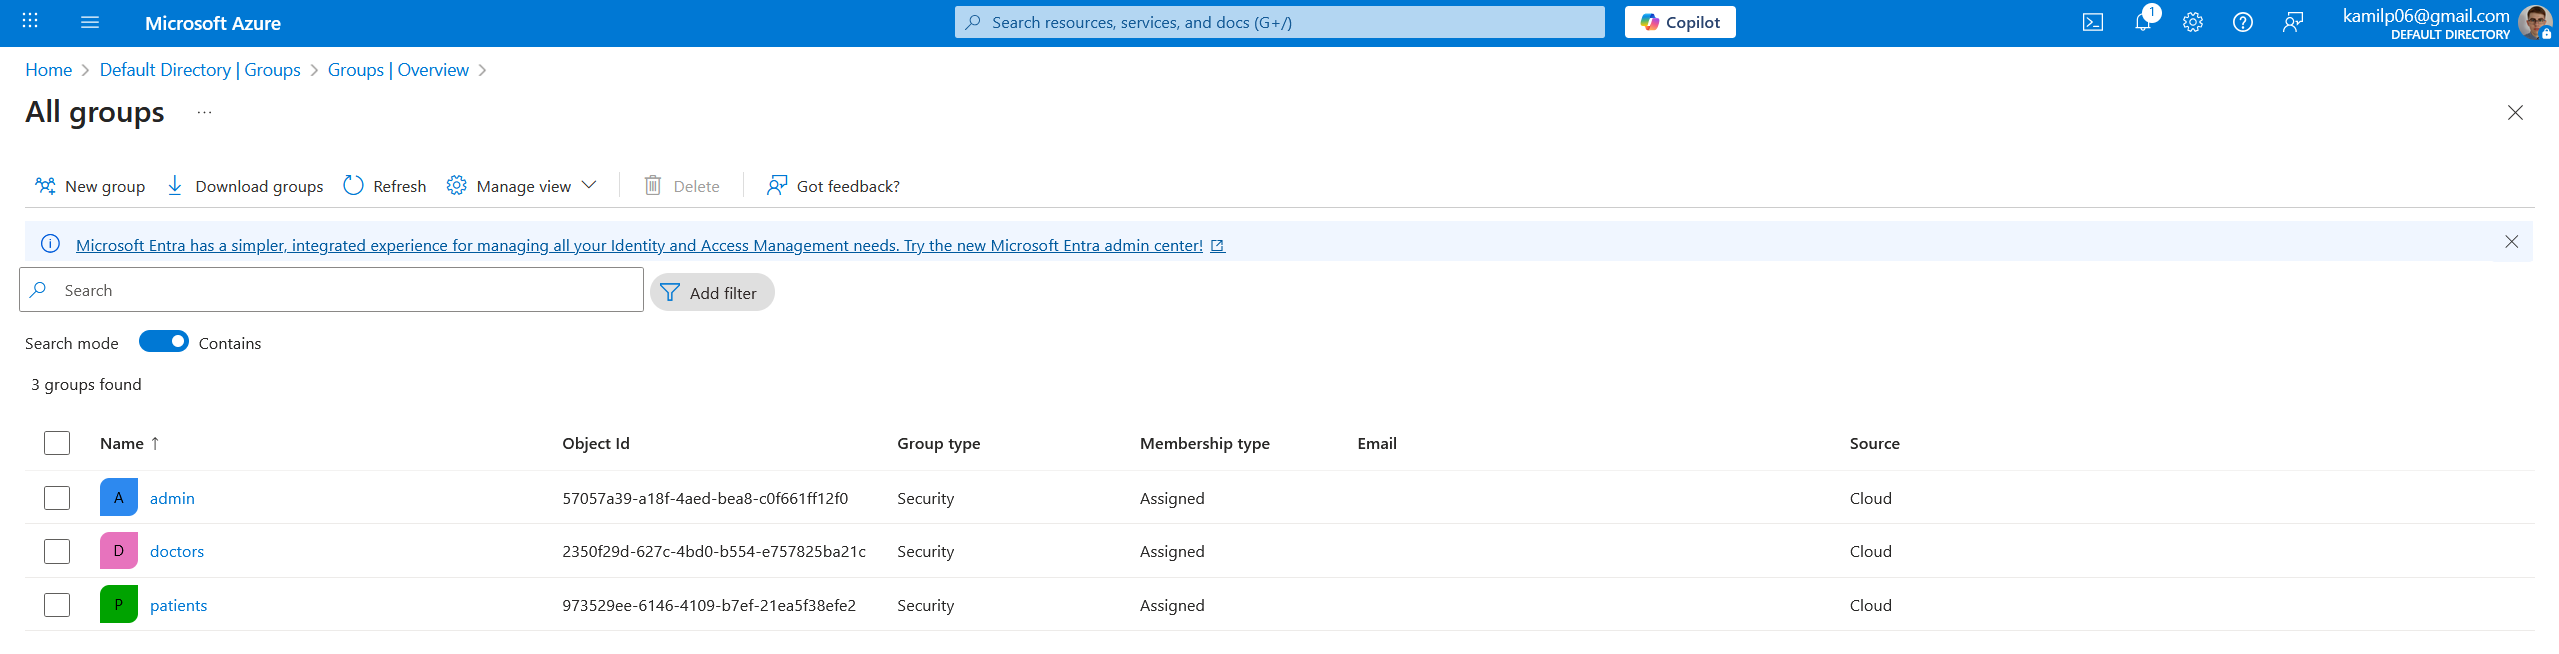 Microsoft Azure
Search resources, services, and docs (G+/)
Copilot
1
kamilp06@gmail.com
DEFAULT DIRECTORY
Home > Default Directory | Groups > Groups | Overview >
All groups ...
New group Download groups Refresh Manage view Delete Got feedback?
Microsoft Entra has a simpler, integrated experience for managing all your Identity and Access Management needs. Try the new Microsoft Entra admin center!
Search
Add filter
Search mode Contains
3 groups found
Name ↑ Object Id Group type Membership type Email Source
A admin 57057a39-a18f-4aed-bea8-c0f661ff12f0 Security Assigned Cloud
D doctors 2350f29d-627c-4bd0-b554-e757825ba21c Security Assigned Cloud
P patients 973529ee-6146-4109-b7ef-21ea5f38efe2 Security Assigned Cloud